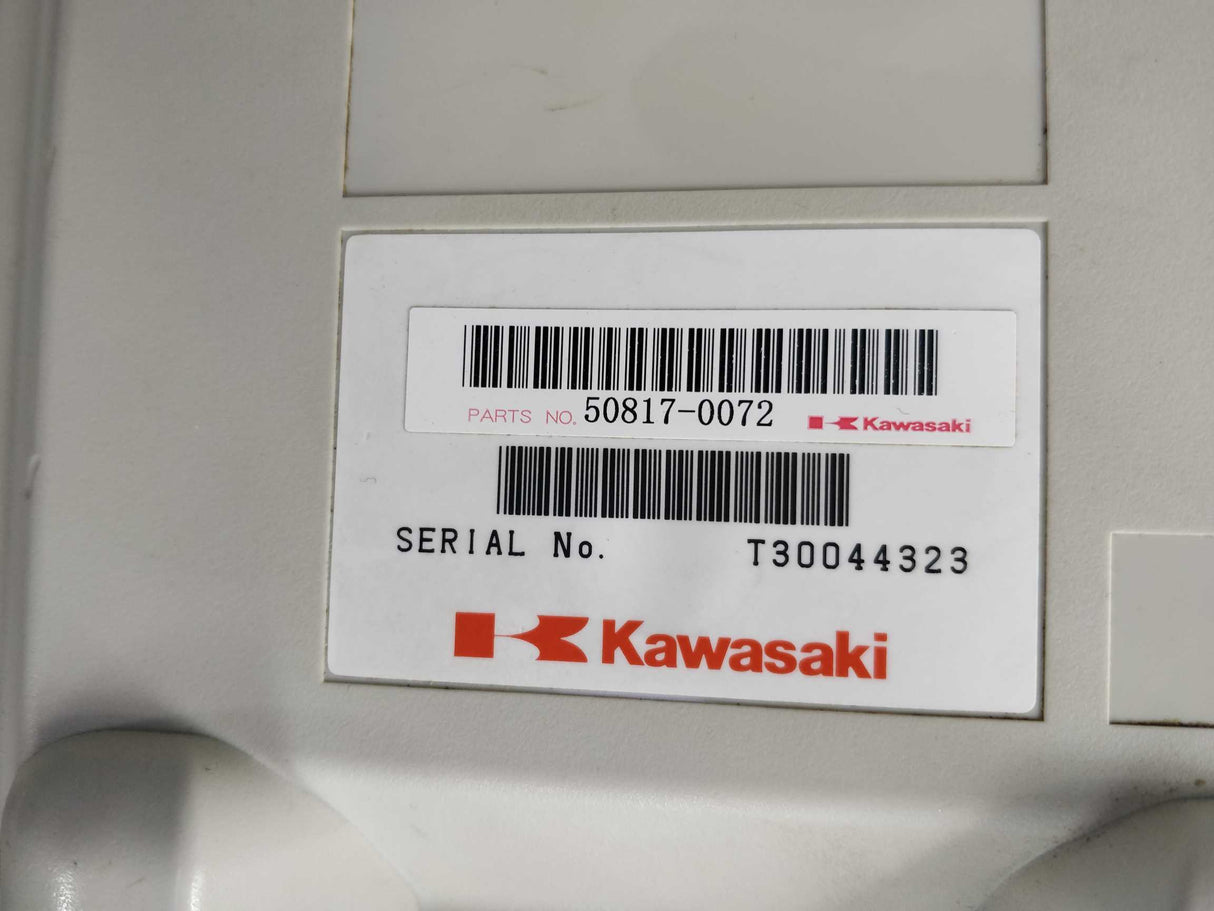 PARTS NO. 50817-0072 Kawasaki
SERIAL No. T30044323
Kawasaki